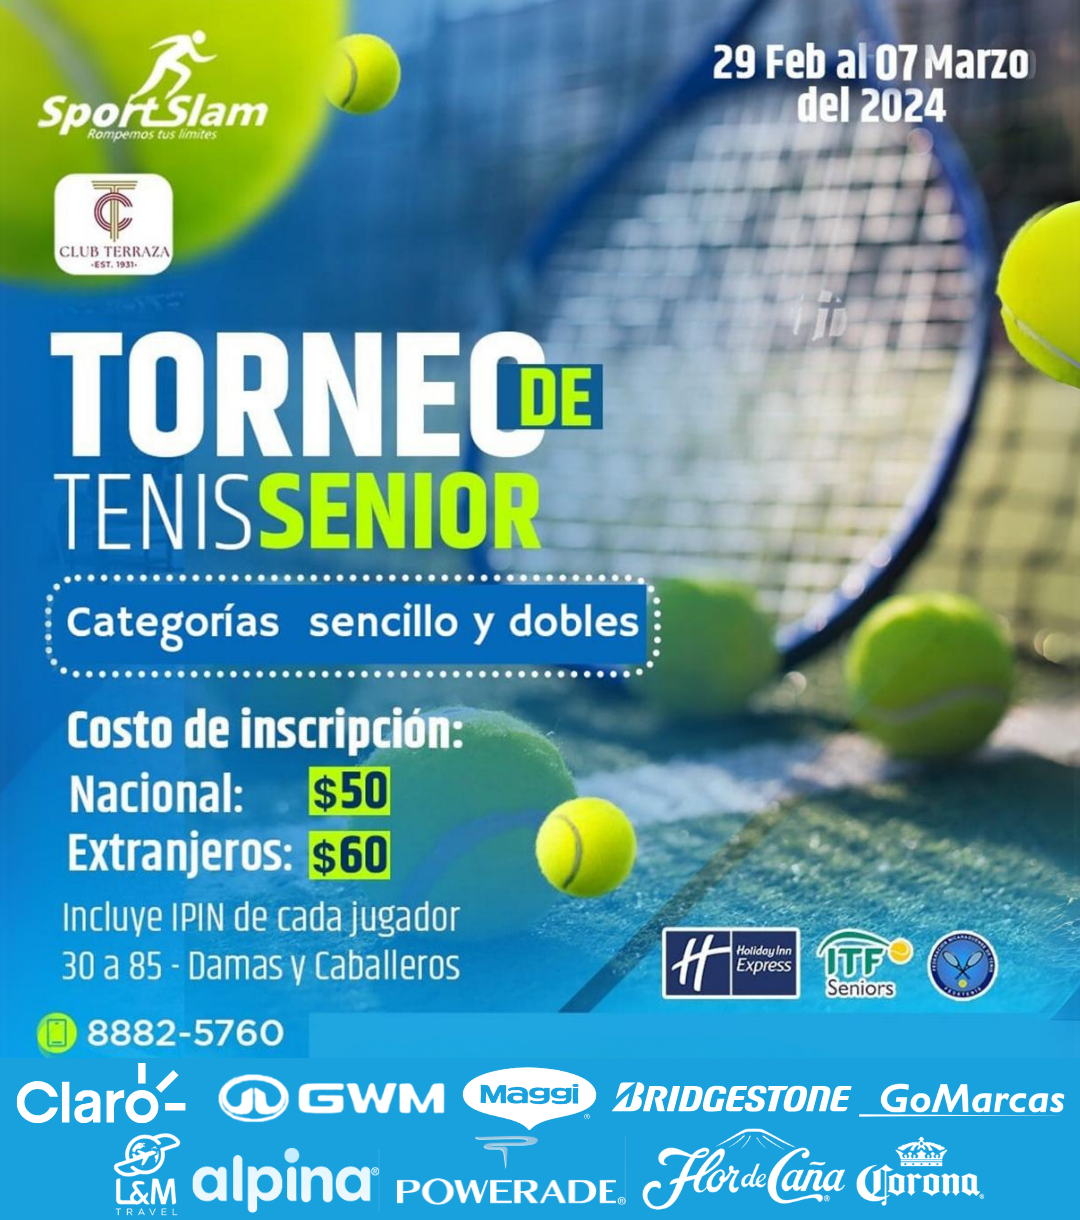 SportSlam
Rompemos tus límites
29 Feb al 07 Marzo
del 2024
CLUB TERRAZA
·EST. 1931·
TORNEO DE
TENIS SENIOR
Categorías sencillo y dobles
Costo de inscripción:
Nacional: $50
Extranjeros: $60
Incluye IPIN de cada jugador
30 a 85 - Damas y Caballeros
Holiday Inn
Express
ITF
Seniors
8882-5760
Claro
GWM
Maggi
BRIDGESTONE
GoMarcas
L&M
TRAVEL
alpina
POWERADE
Flor de Caña
Corona